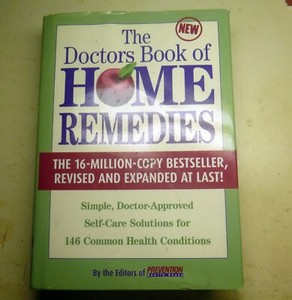 NEW
The
Doctors Book of
HOME
REMEDIES
THE 16-MILLION-COPY BESTSELLER,
REVISED AND EXPANDED AT LAST!
Simple, Doctor-Approved
Self-Care Solutions for
146 Common Health Conditions
By the Editors of PREVENTION